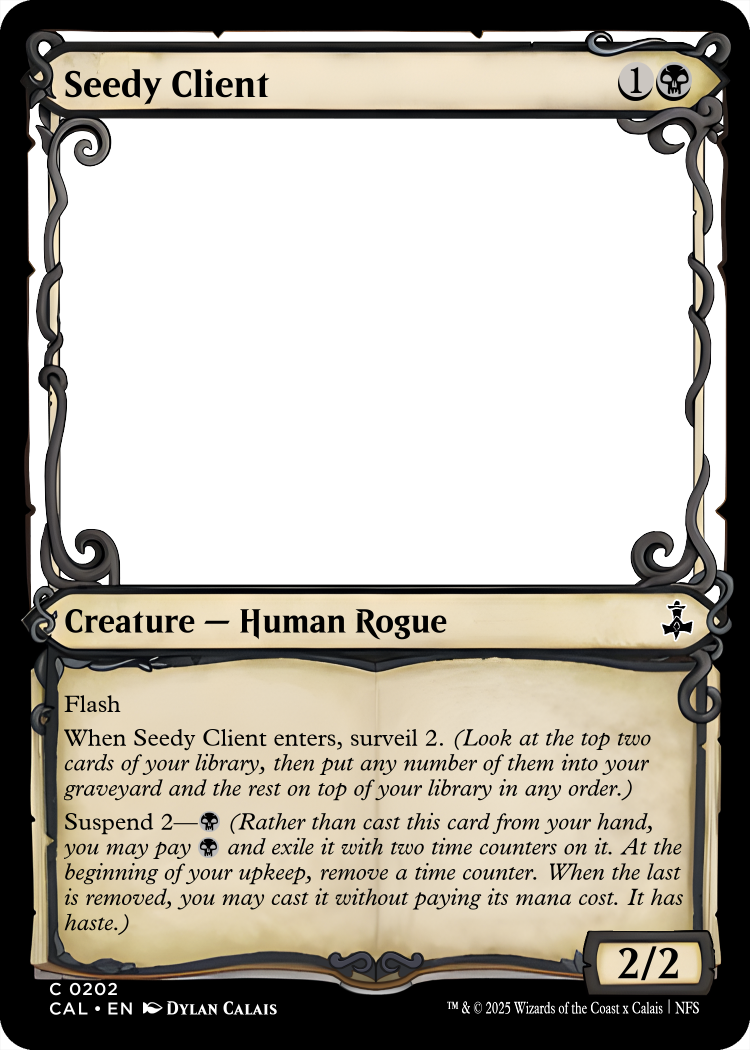 Seedy Client
1
Creature — Human Rogue
Flash
When Seedy Client enters, surveil 2. (Look at the top two
cards of your library, then put any number of them into your
graveyard and the rest on top of your library in any order.)
Suspend 2— (Rather than cast this card from your hand,
you may pay and exile it with two time counters on it. At the
beginning of your upkeep, remove a time counter. When the last
is removed, you may cast it without paying its mana cost. It has
haste.)
2/2
C 0202
CAL • EN DYLAN CALAIS
™ & © 2025 Wizards of the Coast x Calais | NFS